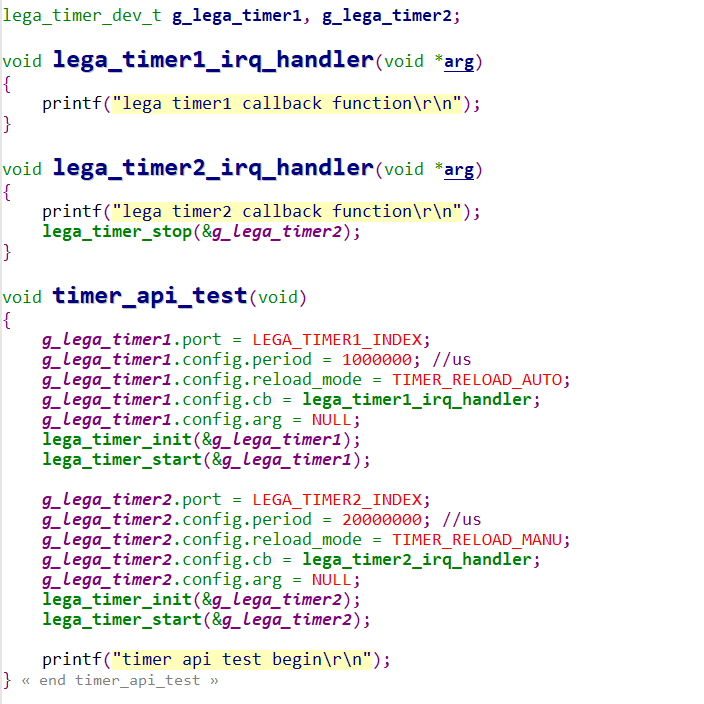 lega_timer_dev_t g_lega_timer1, g_lega_timer2;
void lega_timer1_irq_handler(void *arg)
{
printf("lega timer1 callback function\r\n");
}
void lega_timer2_irq_handler(void *arg)
{
printf("lega timer2 callback function\r\n");
lega_timer_stop(&g_lega_timer2);
}
void timer_api_test(void)
{
g_lega_timer1.port = LEGA_TIMER1_INDEX;
g_lega_timer1.config.period = 1000000; //us
g_lega_timer1.config.reload_mode = TIMER_RELOAD_AUTO;
g_lega_timer1.config.cb = lega_timer1_irq_handler;
g_lega_timer1.config.arg = NULL;
lega_timer_init(&g_lega_timer1);
lega_timer_start(&g_lega_timer1);
g_lega_timer2.port = LEGA_TIMER2_INDEX;
g_lega_timer2.config.period = 20000000; //us
g_lega_timer2.config.reload_mode = TIMER_RELOAD_MANU;
g_lega_timer2.config.cb = lega_timer2_irq_handler;
g_lega_timer2.config.arg = NULL;
lega_timer_init(&g_lega_timer2);
lega_timer_start(&g_lega_timer2);
printf("timer api test begin\r\n");
} « end timer_api_test »